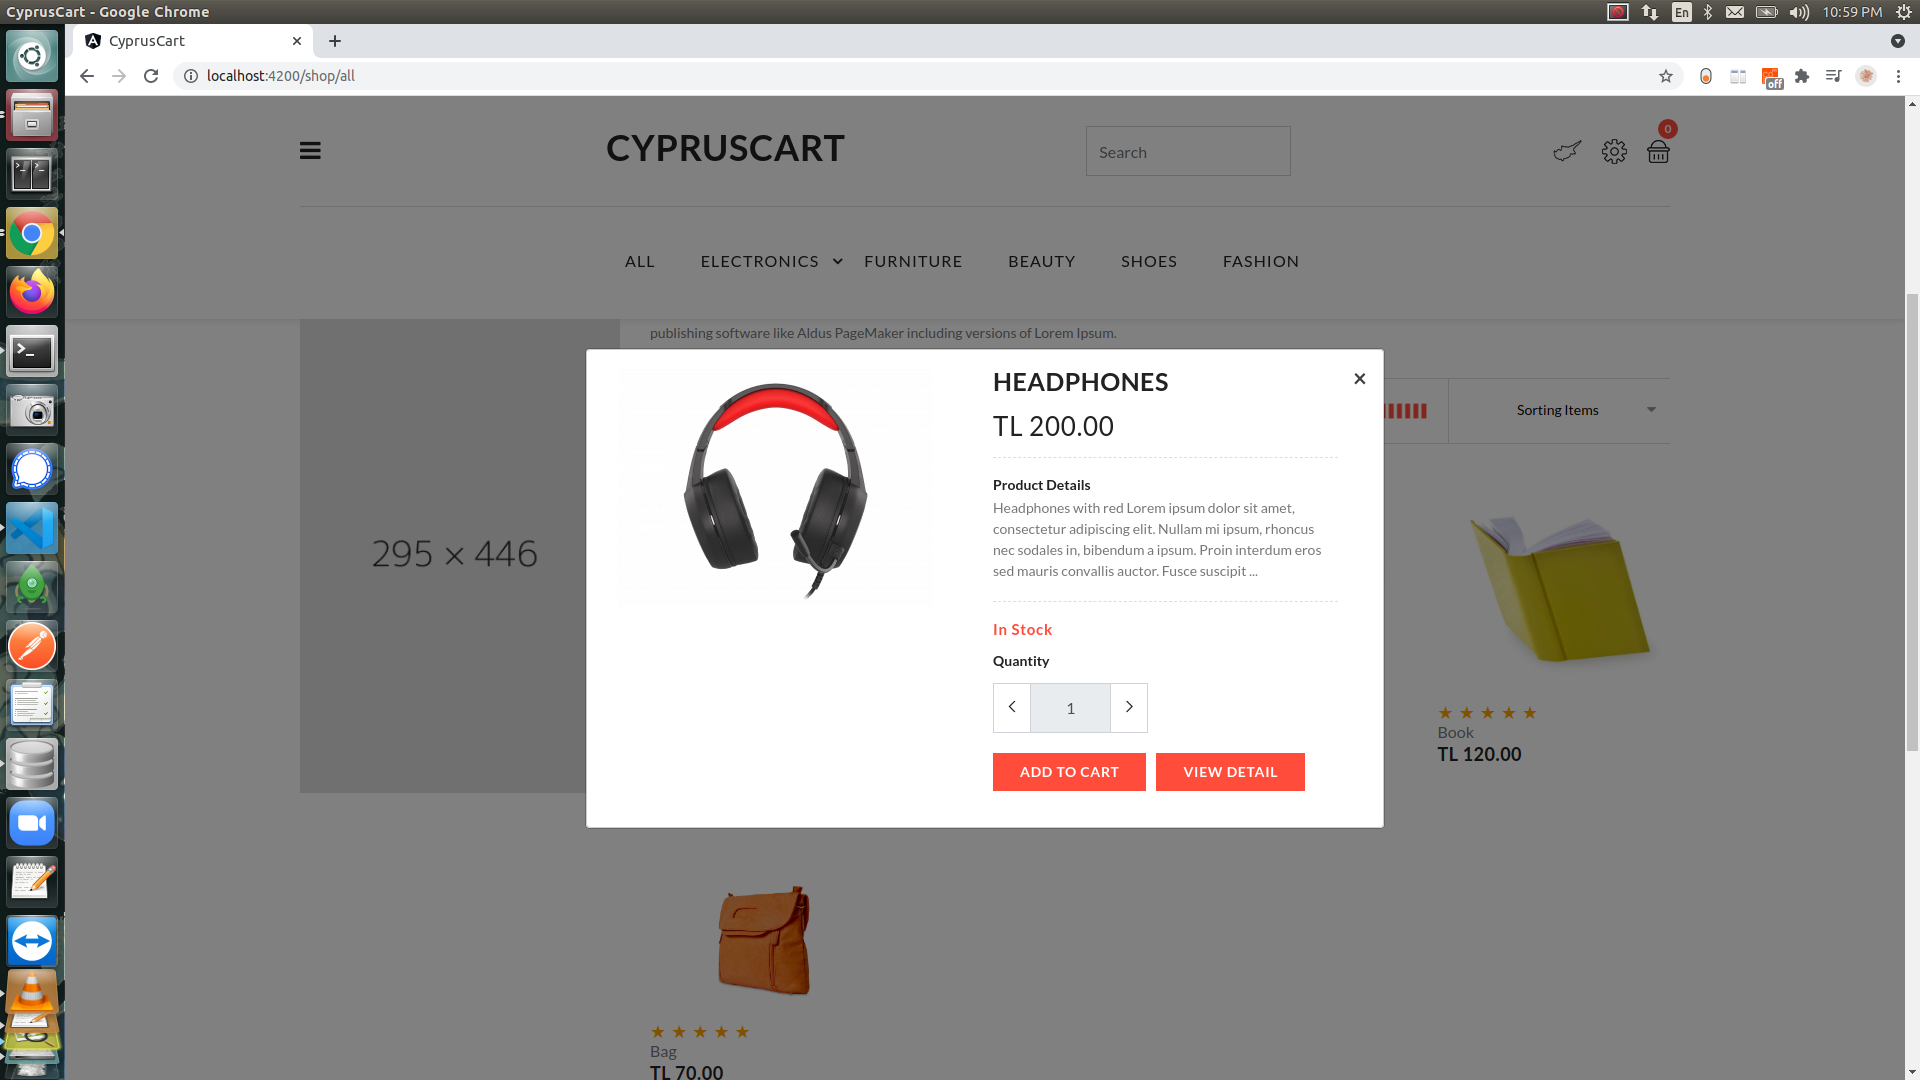 CyprusCart - Google Chrome
En
10:59 PM
CyprusCart
localhost:4200/shop/all
off
CYPRUSCART
Search
0
ALL
ELECTRONICS
FURNITURE
BEAUTY
SHOES
FASHION
publishing software like Aldus PageMaker including versions of Lorem Ipsum.
Sorting Items
295 × 446
HEADPHONES
TL 200.00
Product Details
Headphones with red Lorem ipsum dolor sit amet,
consectetur adipiscing elit. Nullam mi ipsum, rhoncus
nec sodales in, bibendum a ipsum. Proin interdum eros
sed mauris convallis auctor. Fusce suscipit ...
In Stock
Quantity
1
ADD TO CART
VIEW DETAIL
Book
TL 120.00
Bag
TL 70.00